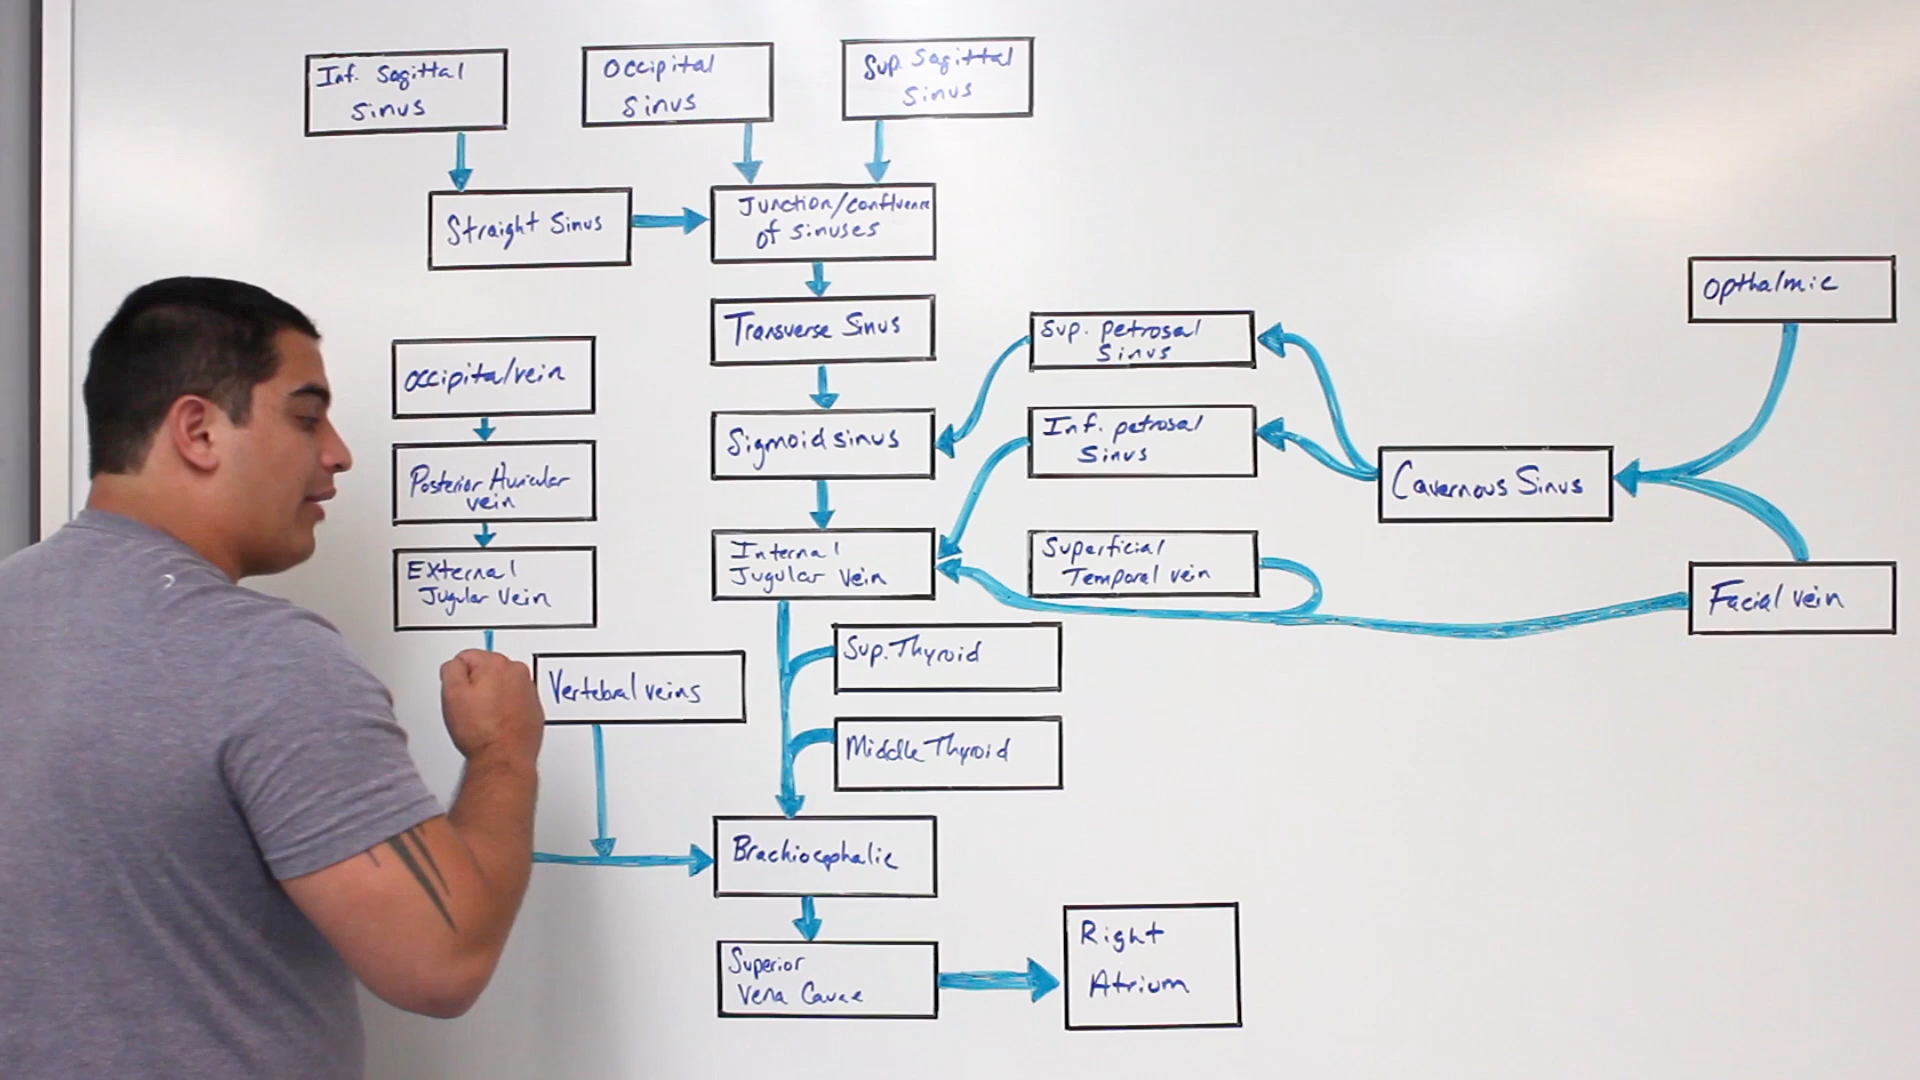 Inf. Sagittal
Sinus
Occipital
Sinus
Sup. Sagittal
Sinus
Straight Sinus
Junction/confluence
of sinuses
Transverse Sinus
Sigmoid sinus
Internal
Jugular vein
Occipital vein
Posterior Auricular
vein
External
Jugular vein
Vertebral veins
Sup. petrosal
Sinus
Inf. petrosal
Sinus
Superficial
Temporal vein
Cavernous Sinus
Opthalmic
Facial vein
Sup. Thyroid
Middle Thyroid
Brachiocephalic
Superior
Vena Cavae
Right
Atrium